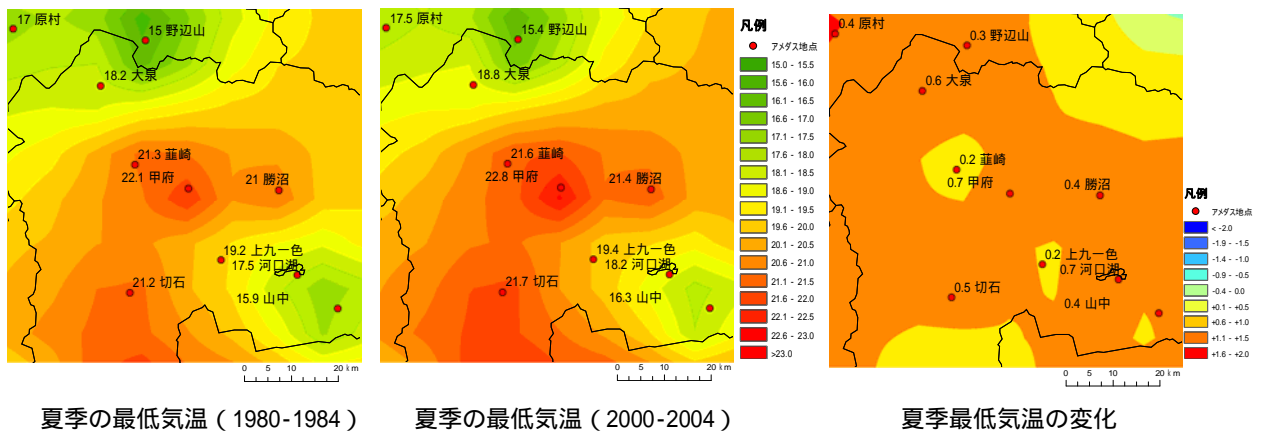 17 原村
15 野辺山
18.2 大泉
21.3 韮崎
22.1 甲府
21 勝沼
19.2 上九一色
17.5 河口湖
21.2 切石
15.9 山中
0 5 10 20 km
夏季の最低気温（1980-1984）
17.5 原村
15.4 野辺山
18.8 大泉
21.6 韮崎
22.8 甲府
21.4 勝沼
19.4 上九一色
18.2 河口湖
21.7 切石
16.3 山中
0 5 10 20 km
夏季の最低気温（2000-2004）
凡例
アメダス地点
15.0 - 15.5
15.6 - 16.0
16.1 - 16.5
16.6 - 17.0
17.1 - 17.5
17.6 - 18.0
18.1 - 18.5
18.6 - 19.0
19.1 - 19.5
19.6 - 20.0
20.1 - 20.5
20.6 - 21.0
21.1 - 21.5
21.6 - 22.0
22.1 - 22.5
22.6 - 23.0
>23.0
0.4 原村
0.3 野辺山
0.6 大泉
0.2 韮崎
0.7 甲府
0.4 勝沼
0.2 上九一色
0.7 河口湖
0.5 切石
0.4 山中
0 5 10 20 km
夏季最低気温の変化
凡例
アメダス地点
< -2.0
-1.9 - -1.5
-1.4 - -1.0
-0.9 - -0.5
-0.4 - 0.0
+0.1 - +0.5
+0.6 - +1.0
+1.1 - +1.5
+1.6 - +2.0